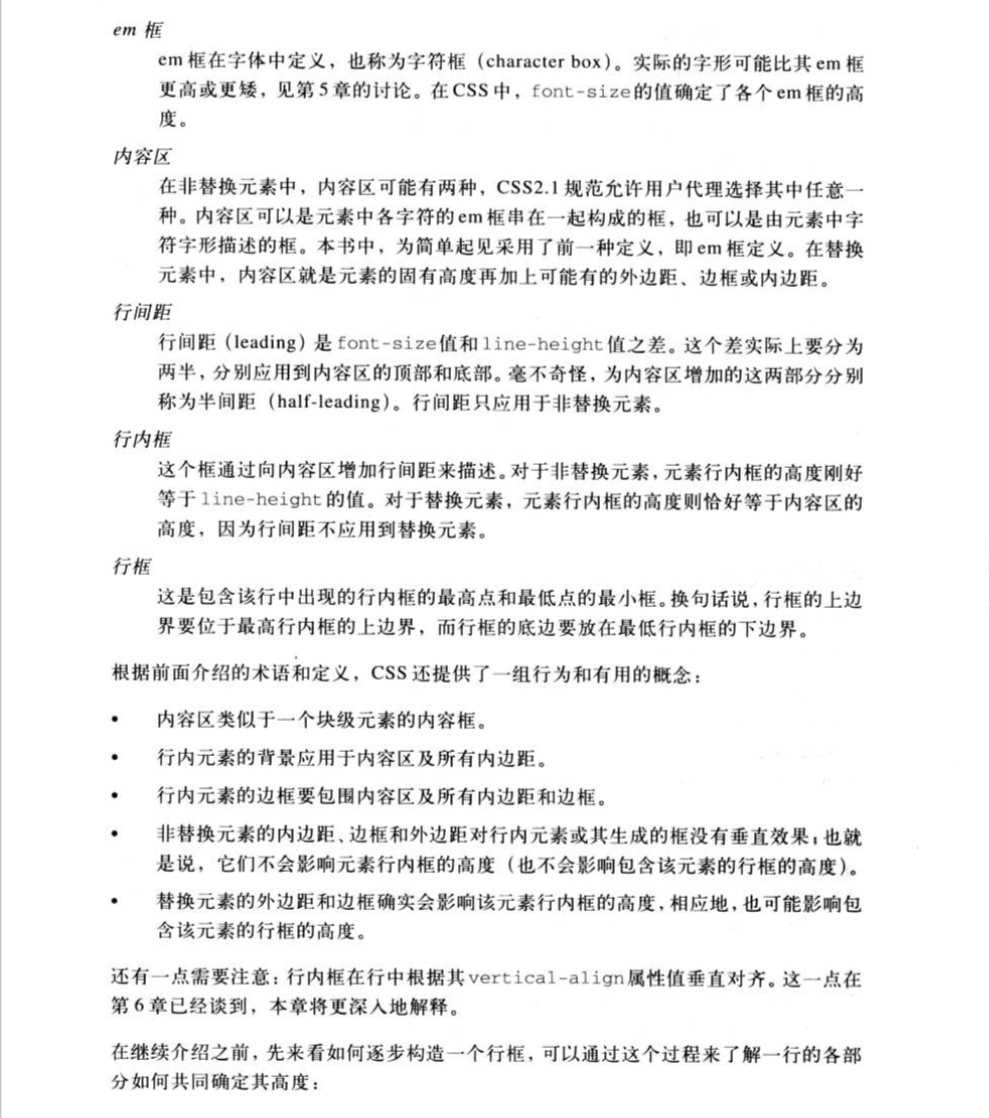 em 框
em 框在字体中定义，也称为字符框（character box）。实际的字形可能比其 em 框
更高或更矮，见第 5 章的讨论。在 CSS 中，font-size 的值确定了各个 em 框的高
度。
内容区
在非替换元素中，内容区可能有两种，CSS2.1 规范允许用户代理选择其中任意一
种。内容区可以是元素中各字符的 em 框串在一起构成的框，也可以是由元素中字
符字形描述的框。本书中，为简单起见采用了前一种定义，即 em 框定义。在替换
元素中，内容区就是元素的固有高度再加上可能有的外边距、边框或内边距。
行间距
行间距（leading）是 font-size 值和 line-height 值之差。这个差实际上要分为
两半，分别应用到内容区的顶部和底部。毫不奇怪，为内容区增加的这两部分分别
称为半间距（half-leading）。行间距只应用于非替换元素。
行内框
这个框通过向内容区增加行间距来描述。对于非替换元素，元素行内框的高度刚好
等于 line-height 的值。对于替换元素，元素行内框的高度则恰好等于内容区的
高度，因为行间距不应用到替换元素。
行框
这是包含该行中出现的行内框的最高点和最低点的最小框。换句话说，行框的上边
界要位于最高行内框的上边界，而行框的底边要放在最低行内框的下边界。
根据前面介绍的术语和定义，CSS 还提供了一组行为和有用的概念：
• 内容区类似于一个块级元素的内容框。
• 行内元素的背景应用于内容区及所有内边距。
• 行内元素的边框要包围内容区及所有内边距和边框。
• 非替换元素的内边距、边框和外边距对行内元素或其生成的框没有垂直效果；也就
是说，它们不会影响元素行内框的高度（也不会影响包含该元素的行框的高度）。
• 替换元素的外边距和边框确实会影响该元素行内框的高度，相应地，也可能影响包
含该元素的行框的高度。
还有一点需要注意：行内框在行中根据其 vertical-align 属性值垂直对齐。这一点在
第 6 章已经谈到，本章将更深入地解释。
在继续介绍之前，先来看如何逐步构造一个行框，可以通过这个过程来了解一行的各部
分如何共同确定其高度：